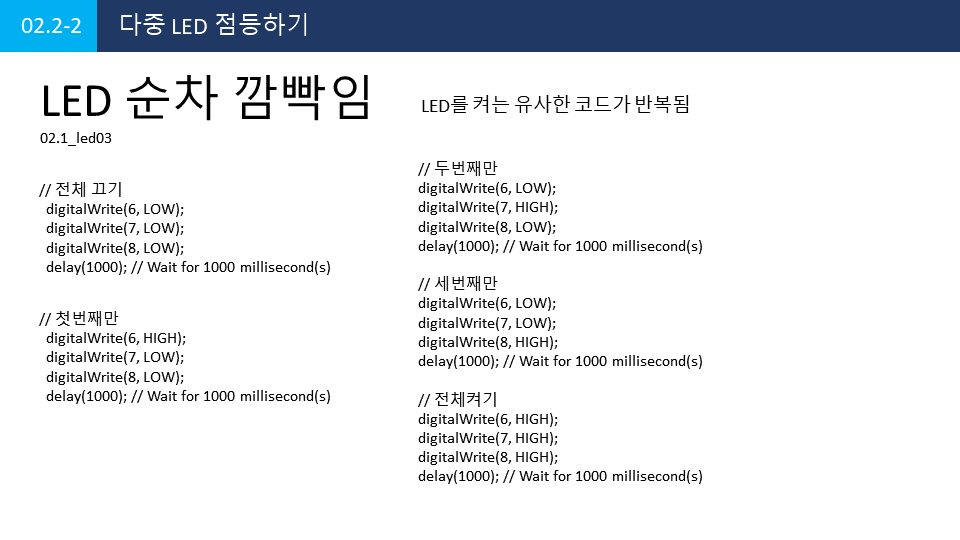 02.2-2
다중 LED 점등하기
LED 순차 깜빡임
02.1_led03
LED를 켜는 유사한 코드가 반복됨
// 전체 끄기
digitalWrite(6, LOW);
digitalWrite(7, LOW);
digitalWrite(8, LOW);
delay(1000); // Wait for 1000 millisecond(s)
// 첫번째만
digitalWrite(6, HIGH);
digitalWrite(7, LOW);
digitalWrite(8, LOW);
delay(1000); // Wait for 1000 millisecond(s)
// 두번째만
digitalWrite(6, LOW);
digitalWrite(7, HIGH);
digitalWrite(8, LOW);
delay(1000); // Wait for 1000 millisecond(s)
// 세번째만
digitalWrite(6, LOW);
digitalWrite(7, LOW);
digitalWrite(8, HIGH);
delay(1000); // Wait for 1000 millisecond(s)
// 전체켜기
digitalWrite(6, HIGH);
digitalWrite(7, HIGH);
digitalWrite(8, HIGH);
delay(1000); // Wait for 1000 millisecond(s)